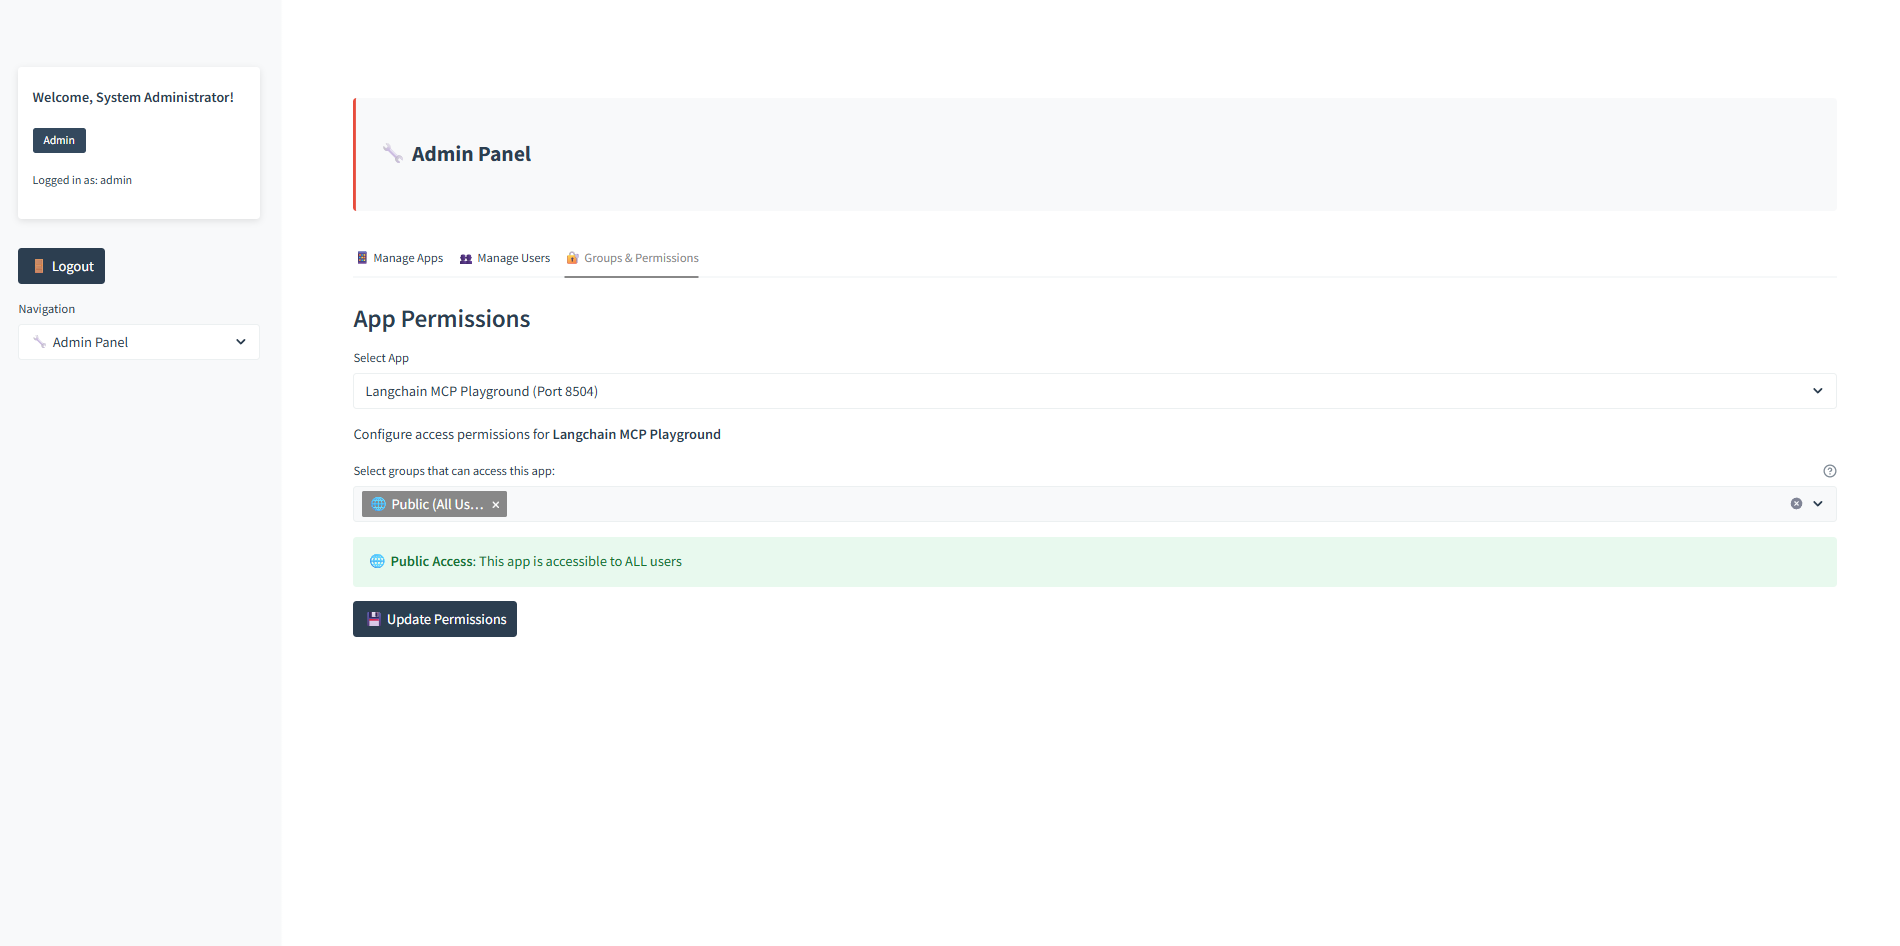 Welcome, System Administrator!
Admin
Logged in as: admin
Logout
Navigation
Admin Panel
Admin Panel
Manage Apps
Manage Users
Groups & Permissions
App Permissions
Select App
Langchain MCP Playground (Port 8504)
Configure access permissions for Langchain MCP Playground
Select groups that can access this app:
Public (All Us...
Public Access: This app is accessible to ALL users
Update Permissions